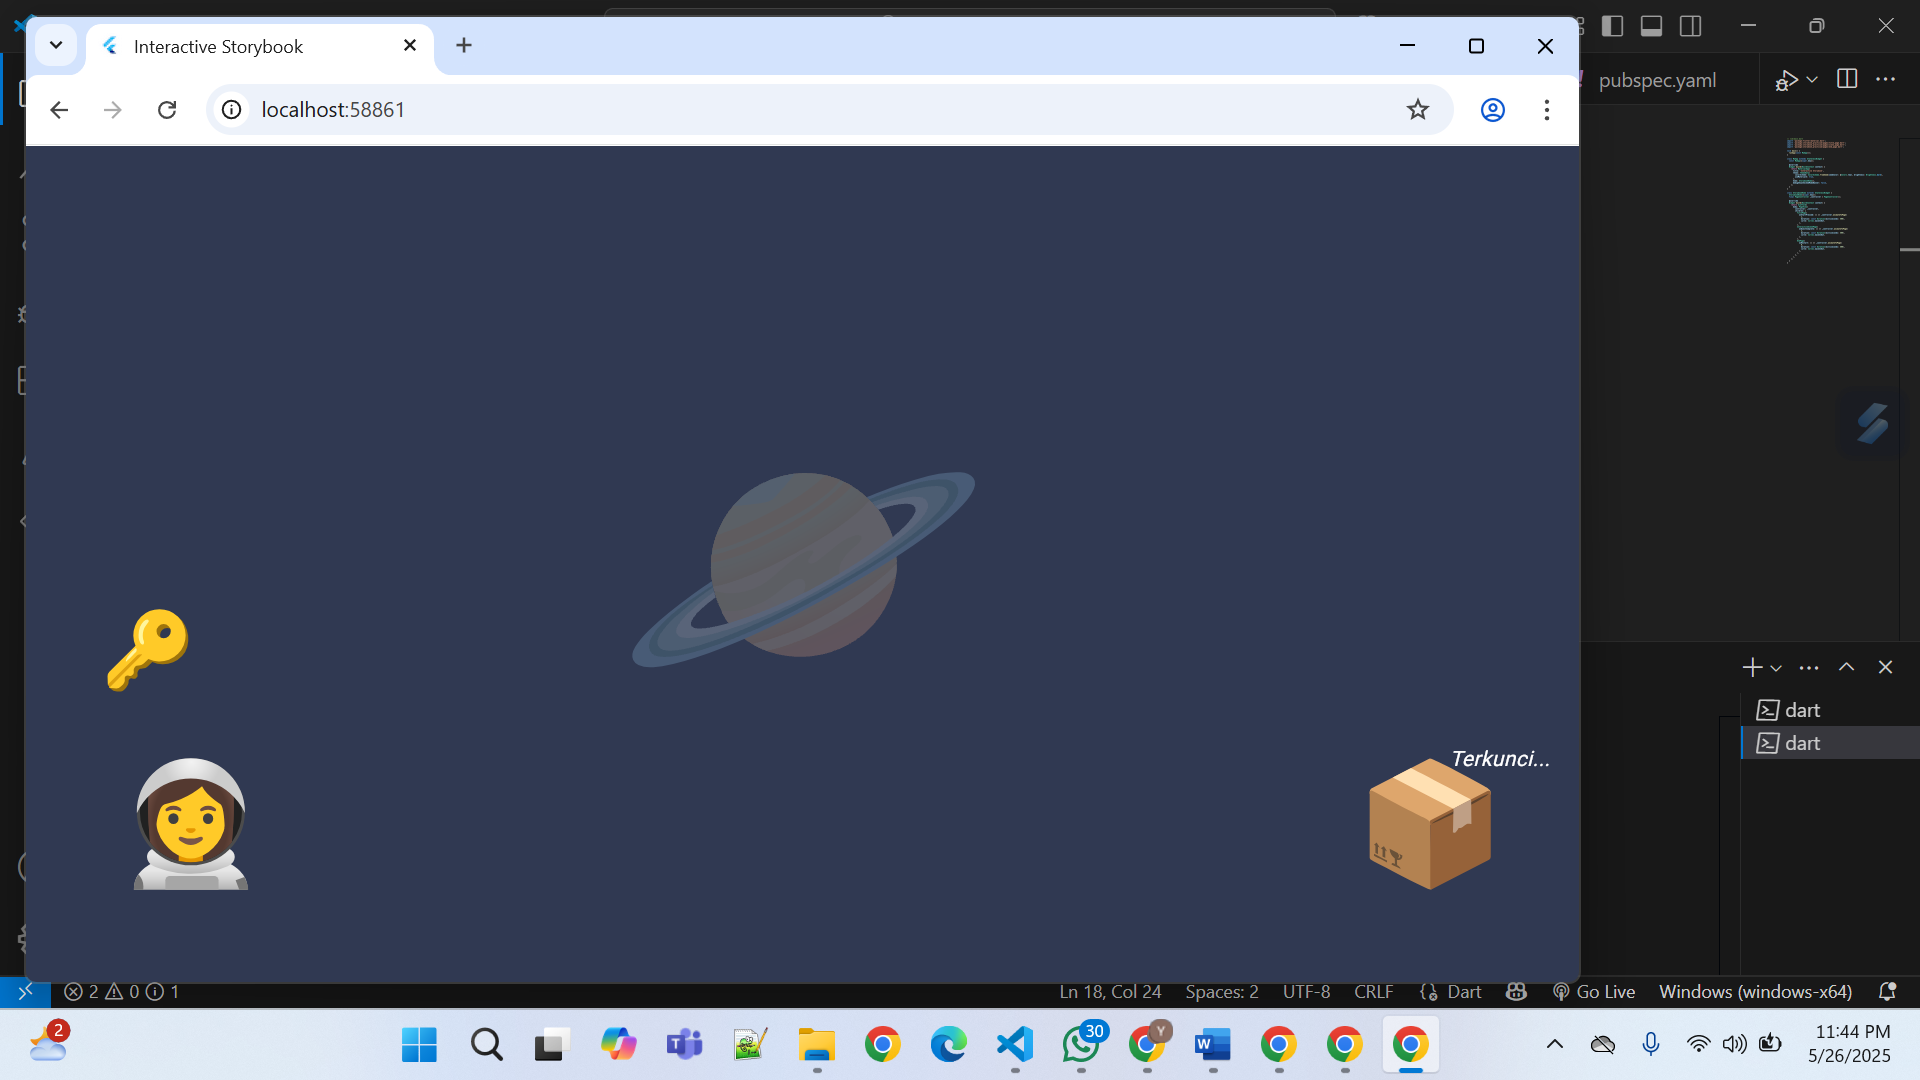 Interactive Storybook
localhost:58861
pubspec.yaml
Terkunci...
dart
dart
2 0 1
Ln 18, Col 24
Spaces: 2
UTF-8
CRLF
Dart
Go Live
Windows (windows-x64)
2
30
Y
W
11:44 PM
5/26/2025